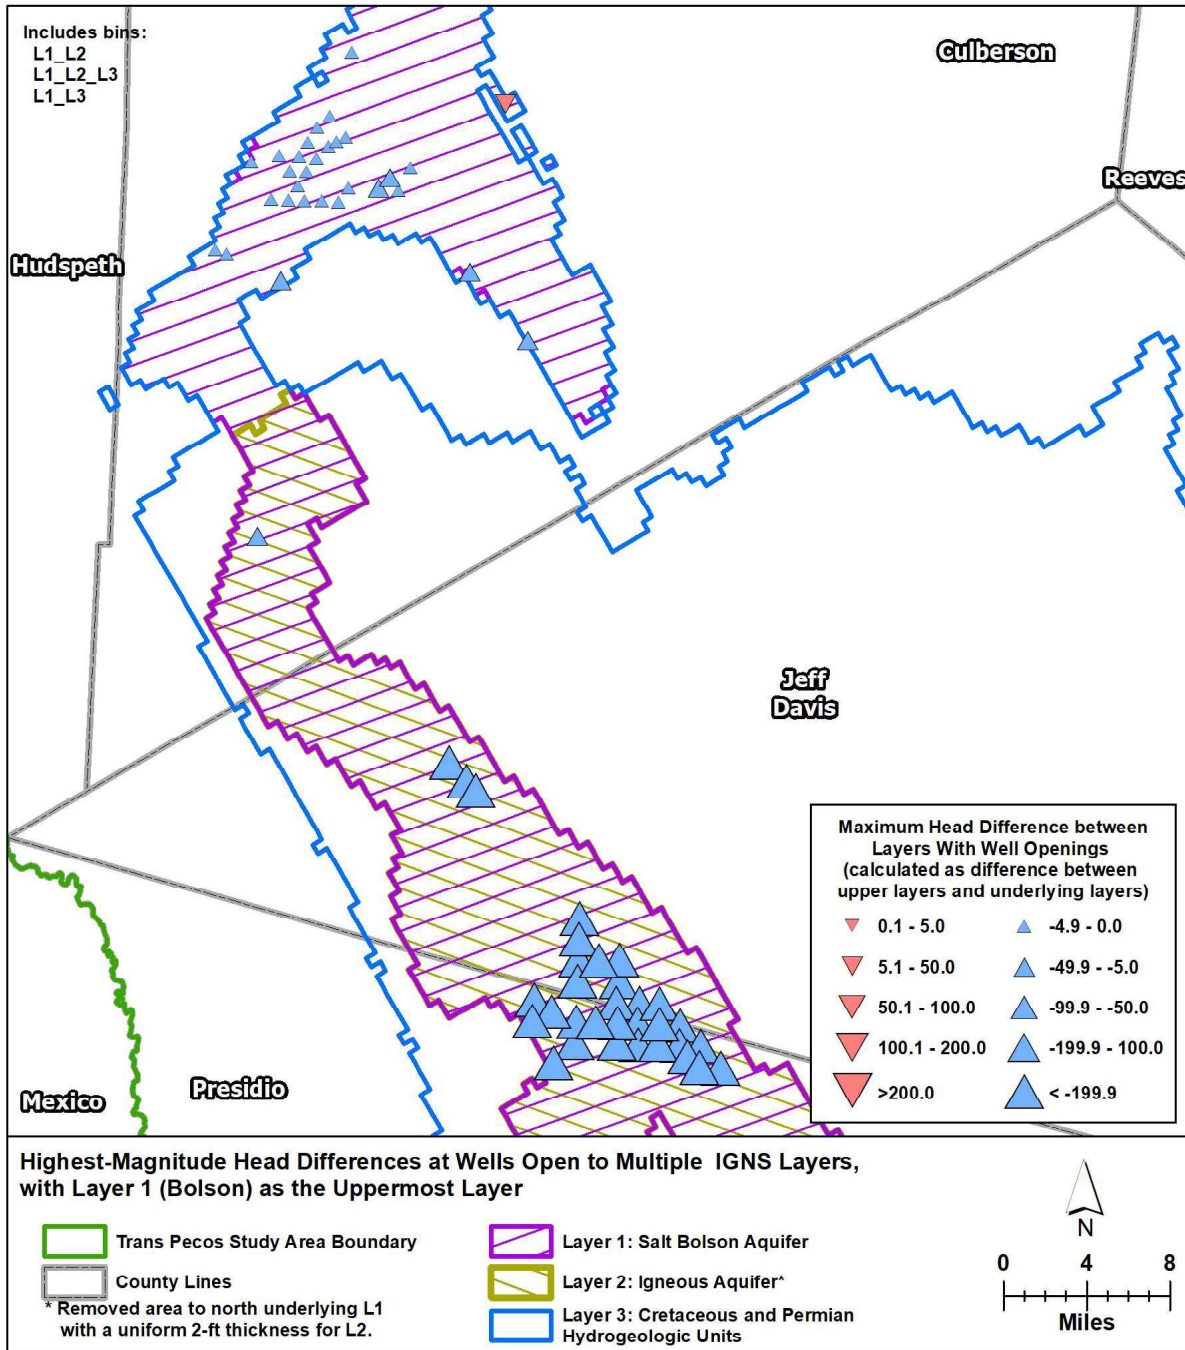 Includes bins:
L1_L2
L1_L2_L3
L1_L3
Culberson
Reeves
Hudspeth
Jeff
Davis
Presidio
Mexico
Maximum Head Difference between
Layers With Well Openings
(calculated as difference between
upper layers and underlying layers)
0.1 - 5.0
-4.9 - 0.0
5.1 - 50.0
-49.9 - -5.0
50.1 - 100.0
-99.9 - -50.0
100.1 - 200.0
-199.9 - 100.0
>200.0
< -199.9
Highest-Magnitude Head Differences at Wells Open to Multiple IGNS Layers,
with Layer 1 (Bolson) as the Uppermost Layer
Trans Pecos Study Area Boundary
County Lines
* Removed area to north underlying L1
with a uniform 2-ft thickness for L2.
Layer 1: Salt Bolson Aquifer
Layer 2: Igneous Aquifer*
Layer 3: Cretaceous and Permian
Hydrogeologic Units
N
0 4 8
Miles